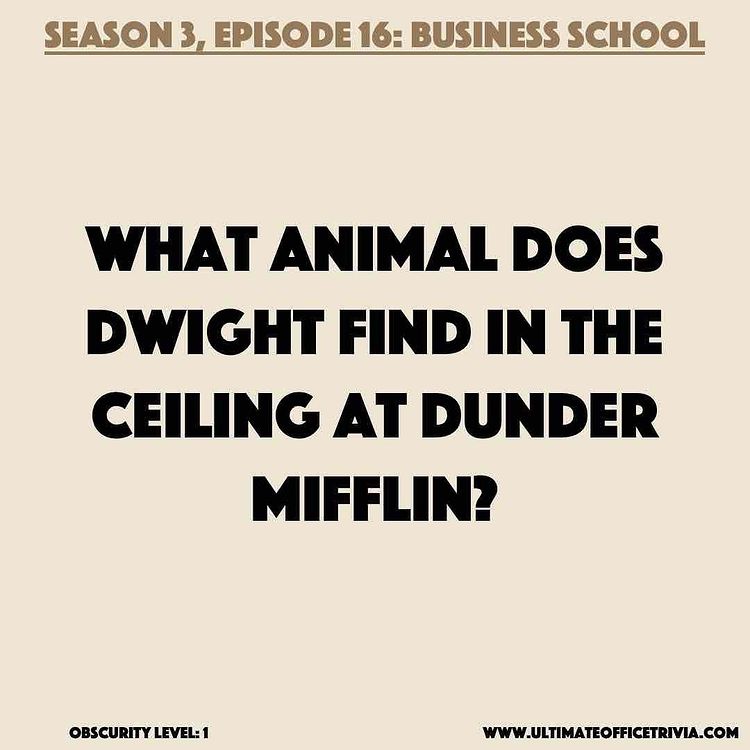 SEASON 3, EPISODE 16: BUSINESS SCHOOL
WHAT ANIMAL DOES
DWIGHT FIND IN THE
CEILING AT DUNDER
MIFFLIN?
OBSCURITY LEVEL: 1
WWW.ULTIMATEOFFICETRIVIA.COM